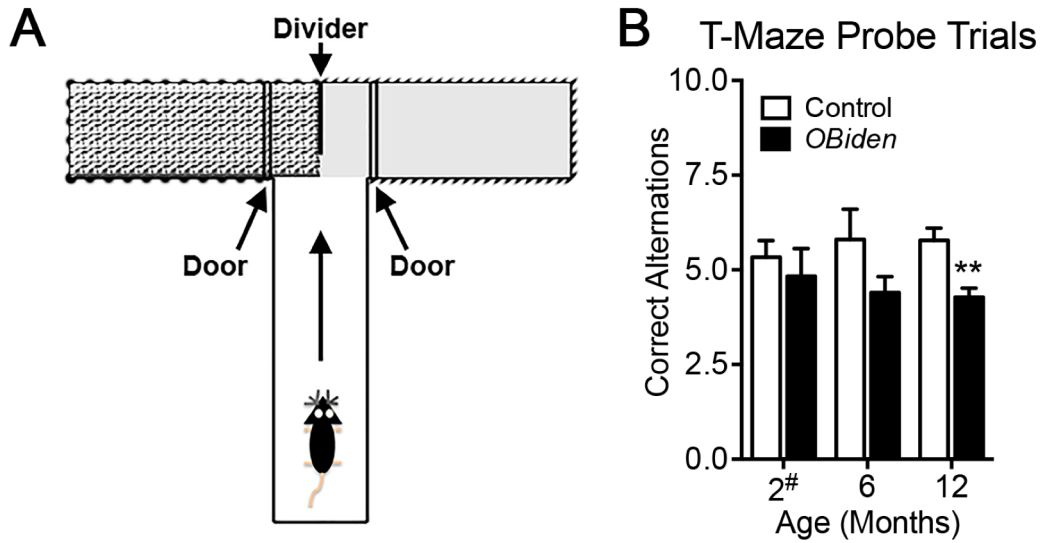 A
Divider
Door
Door
B
T-Maze Probe Trials
Correct Alternations
10.0
7.5
5.0
2.5
0.0
Control
OBiden
**
2#
6
12
Age (Months)